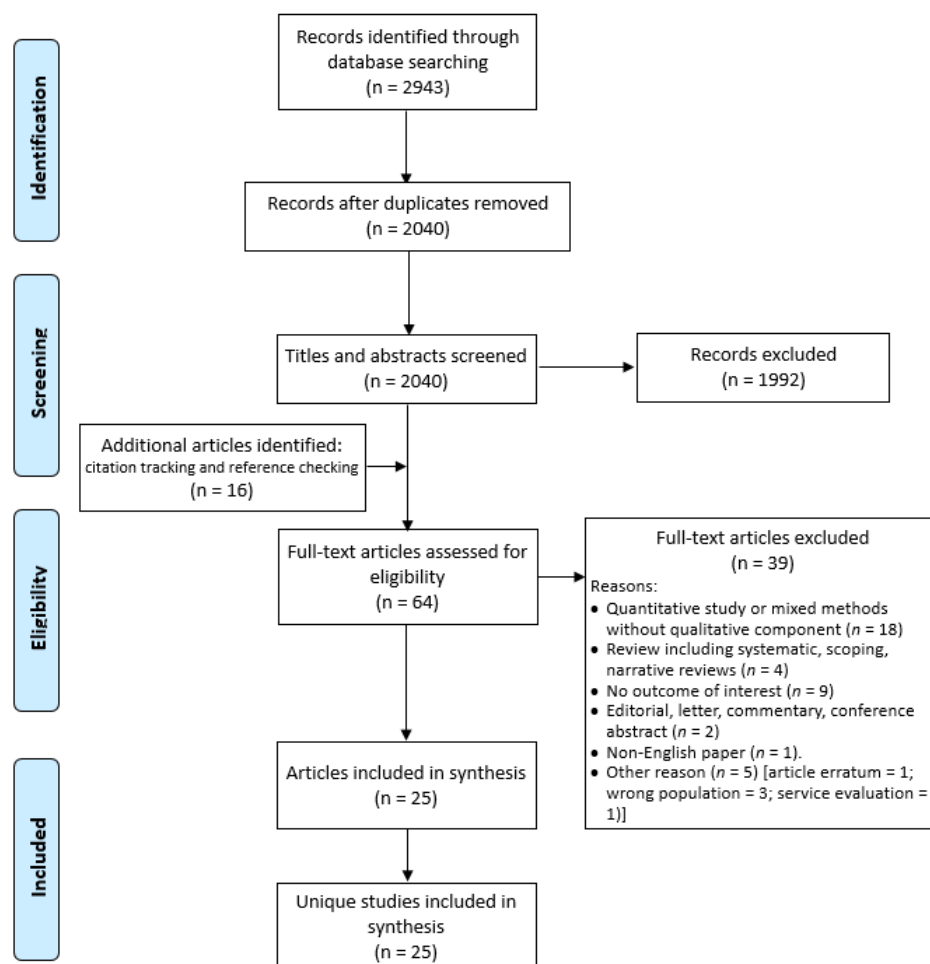 Identification
Records identified through
database searching
(n = 2943)
Records after duplicates removed
(n = 2040)
Screening
Titles and abstracts screened
(n = 2040)
Records excluded
(n = 1992)
Additional articles identified:
citation tracking and reference checking
(n = 16)
Eligibility
Full-text articles assessed for
eligibility
(n = 64)
Full-text articles excluded
(n = 39)
Reasons:
• Quantitative study or mixed methods
without qualitative component (n = 18)
• Review including systematic, scoping,
narrative reviews (n = 4)
• No outcome of interest (n = 9)
• Editorial, letter, commentary, conference
abstract (n = 2)
• Non-English paper (n = 1).
• Other reason (n = 5) [article erratum = 1;
wrong population = 3; service evaluation =
1)]
Included
Articles included in synthesis
(n = 25)
Unique studies included in
synthesis
(n = 25)